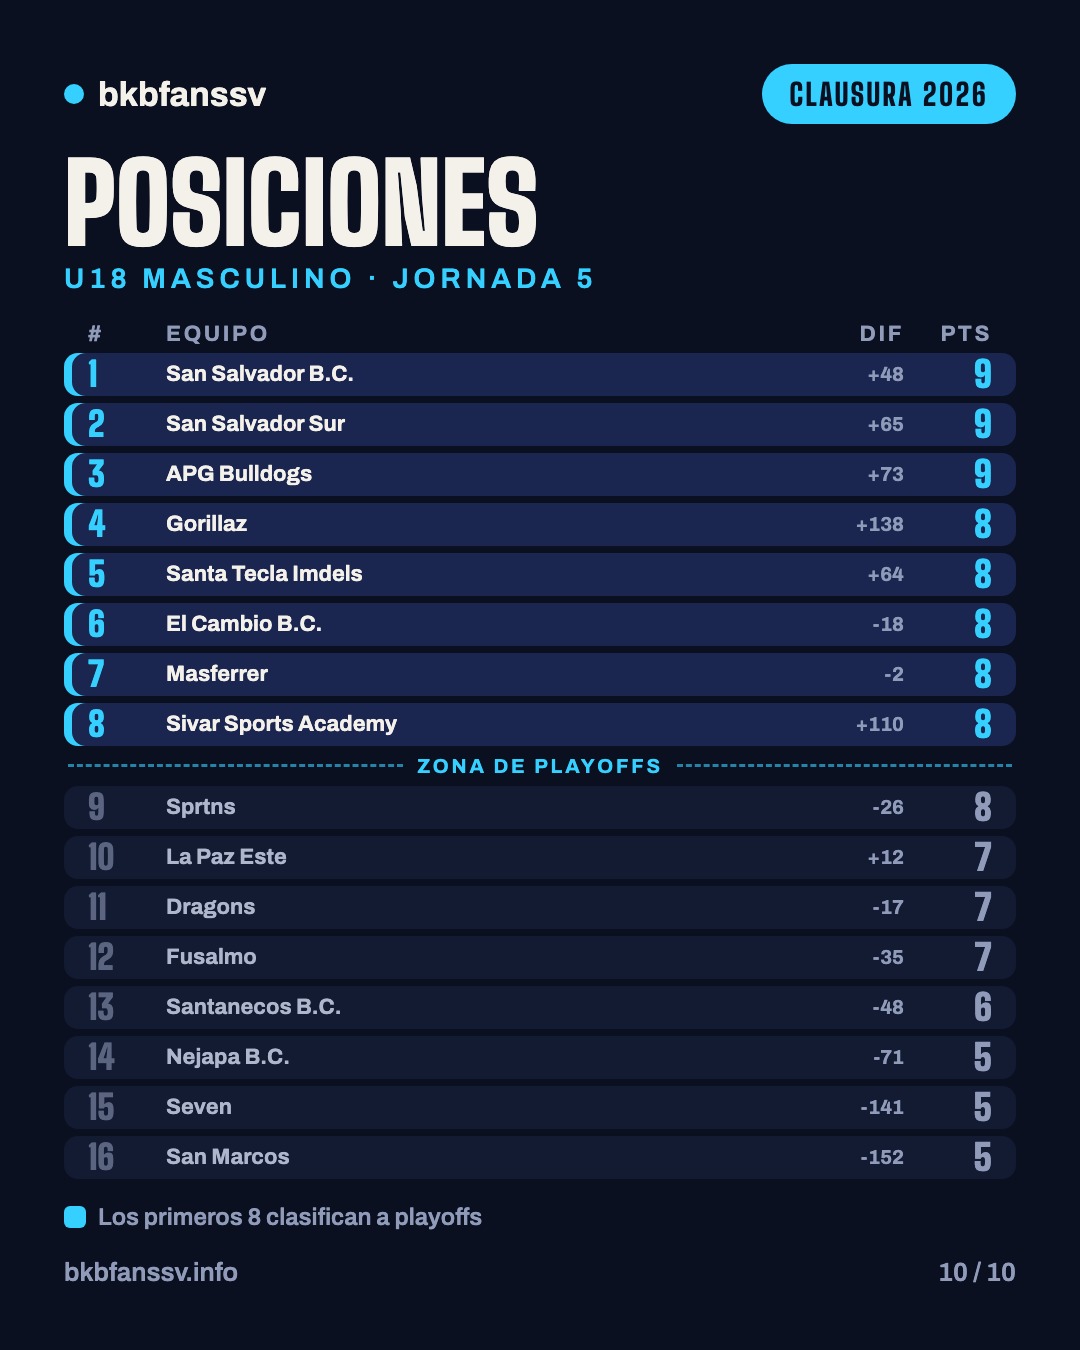 bkbfanssv
CLAUSURA 2026
POSICIONES
U18 MASCULINO · JORNADA 5
# EQUIPO DIF PTS
1 San Salvador B.C. +48 9
2 San Salvador Sur +65 9
3 APG Bulldogs +73 9
4 Gorillaz +138 8
5 Santa Tecla Imdels +64 8
6 El Cambio B.C. -18 8
7 Masferrer -2 8
8 Sivar Sports Academy +110 8
ZONA DE PLAYOFFS
9 Sprtns -26 8
10 La Paz Este +12 7
11 Dragons -17 7
12 Fusalmo -35 7
13 Santanecos B.C. -48 6
14 Nejapa B.C. -71 5
15 Seven -141 5
16 San Marcos -152 5
Los primeros 8 clasifican a playoffs
bkbfanssv.info 10 / 10